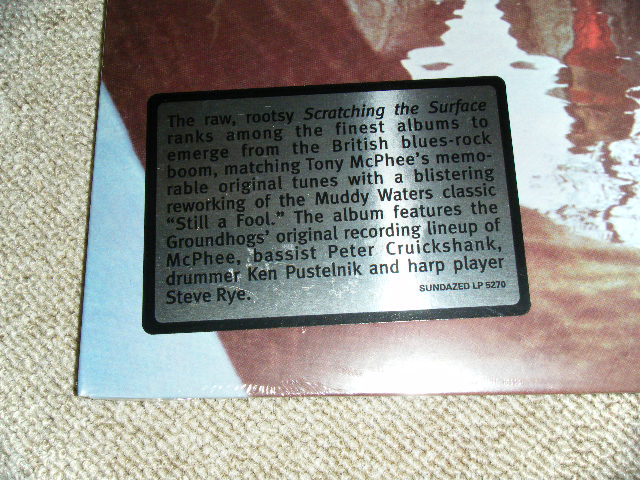 The raw, rootsy Scratching the Surface
ranks among the finest albums to
emerge from the British blues-rock
boom, matching Tony McPhee's memo-
rable original tunes with a blistering
reworking of the Muddy Waters classic
"Still a Fool." The album features the
Groundhogs' original recording lineup of
McPhee, bassist Peter Cruickshank,
drummer Ken Pustelnik and harp player
Steve Rye.
SUNDAZED LP 5270